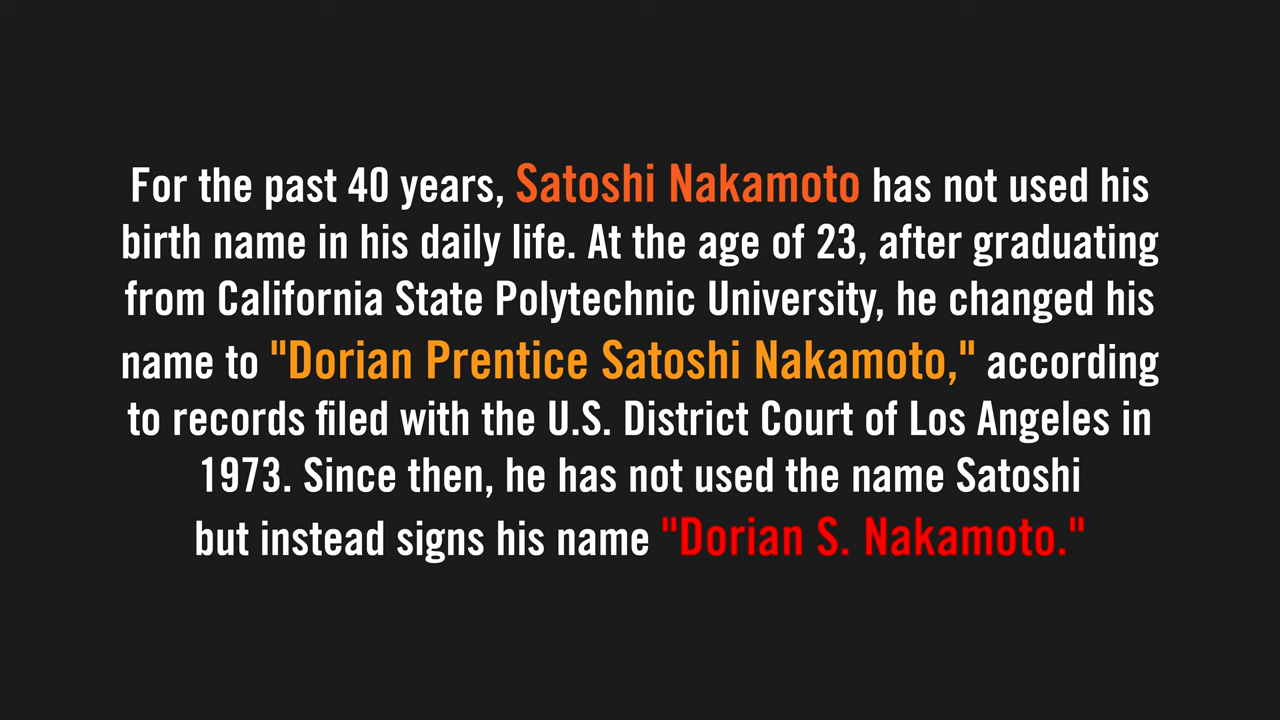 For the past 40 years, Satoshi Nakamoto has not used his
birth name in his daily life. At the age of 23, after graduating
from California State Polytechnic University, he changed his
name to "Dorian Prentice Satoshi Nakamoto," according
to records filed with the U.S. District Court of Los Angeles in
1973. Since then, he has not used the name Satoshi
but instead signs his name "Dorian S. Nakamoto."